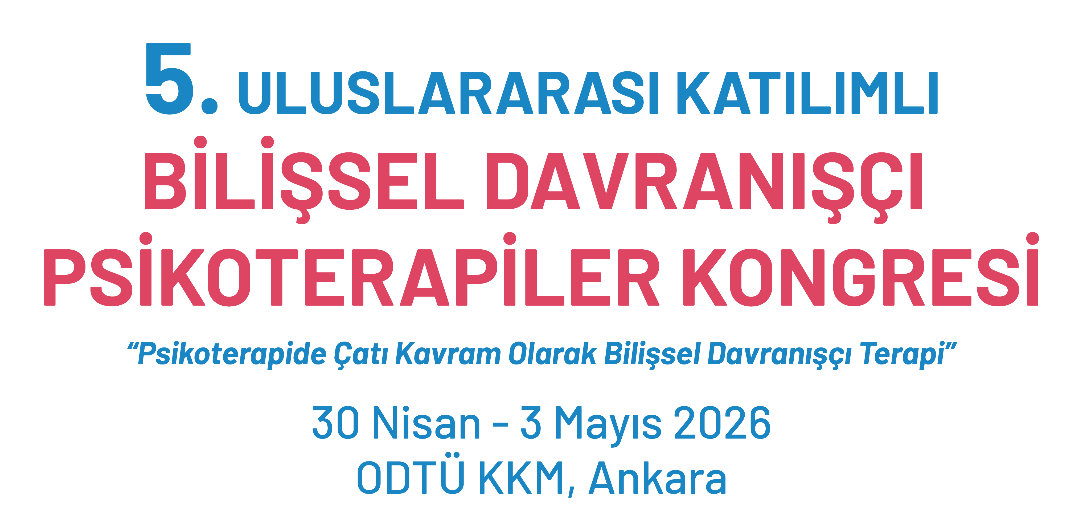 5. ULUSLARARASI KATILIMLI
BİLİŞSEL DAVRANIŞÇI
PSİKOTERAPİLER KONGRESİ
“Psikoterapide Çatı Kavram Olarak Bilişsel Davranışçı Terapi”
30 Nisan - 3 Mayıs 2026
ODTÜ KKM, Ankara